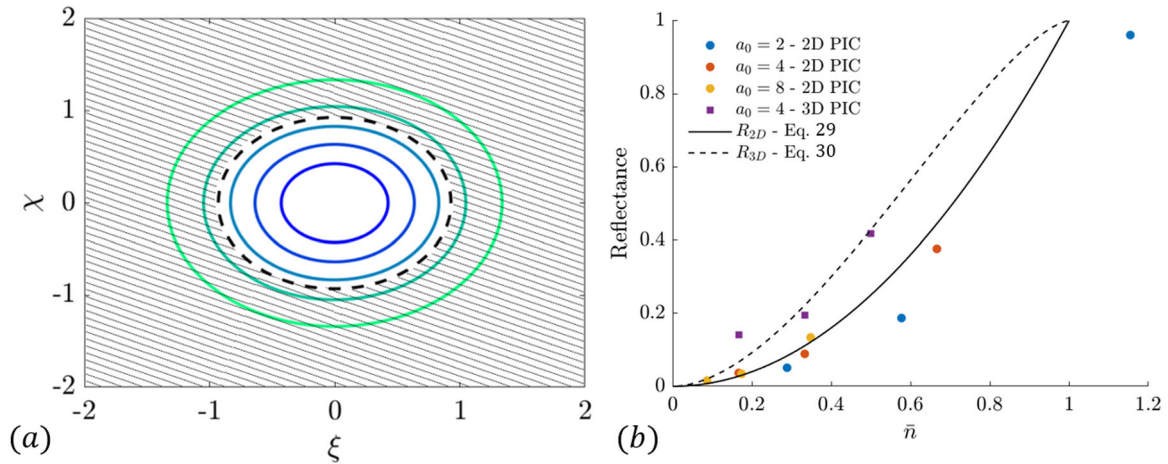 2
1
0
-1
-2
χ
-2
-1
0
1
2
ξ
(a)
1
0.8
0.6
0.4
0.2
0
Reflectance
a₀ = 2 - 2D PIC
a₀ = 4 - 2D PIC
a₀ = 8 - 2D PIC
a₀ = 4 - 3D PIC
R₂D - Eq. 29
R₃D - Eq. 30
0
0.2
0.4
0.6
0.8
1
1.2
n̄
(b)